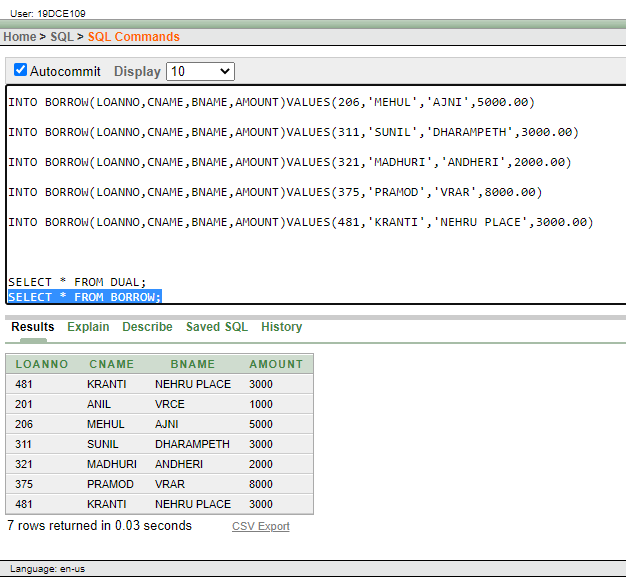 User: 19DCE109
Home > SQL > SQL Commands
Autocommit Display 10
INTO BORROW(LOANNO,CNAME,BNAME,AMOUNT)VALUES(206,'MEHUL','AJNI',5000.00)
INTO BORROW(LOANNO,CNAME,BNAME,AMOUNT)VALUES(311,'SUNIL','DHARAMPETH',3000.00)
INTO BORROW(LOANNO,CNAME,BNAME,AMOUNT)VALUES(321,'MADHURI','ANDHERI',2000.00)
INTO BORROW(LOANNO,CNAME,BNAME,AMOUNT)VALUES(375,'PRAMOD','VRAR',8000.00)
INTO BORROW(LOANNO,CNAME,BNAME,AMOUNT)VALUES(481,'KRANTI','NEHRU PLACE',3000.00)
SELECT * FROM DUAL;
SELECT * FROM BORROW;
Results Explain Describe Saved SQL History
LOANNO CNAME BNAME AMOUNT
481 KRANTI NEHRU PLACE 3000
201 ANIL VRCE 1000
206 MEHUL AJNI 5000
311 SUNIL DHARAMPETH 3000
321 MADHURI ANDHERI 2000
375 PRAMOD VRAR 8000
481 KRANTI NEHRU PLACE 3000
7 rows returned in 0.03 seconds CSV Export
Language: en-us